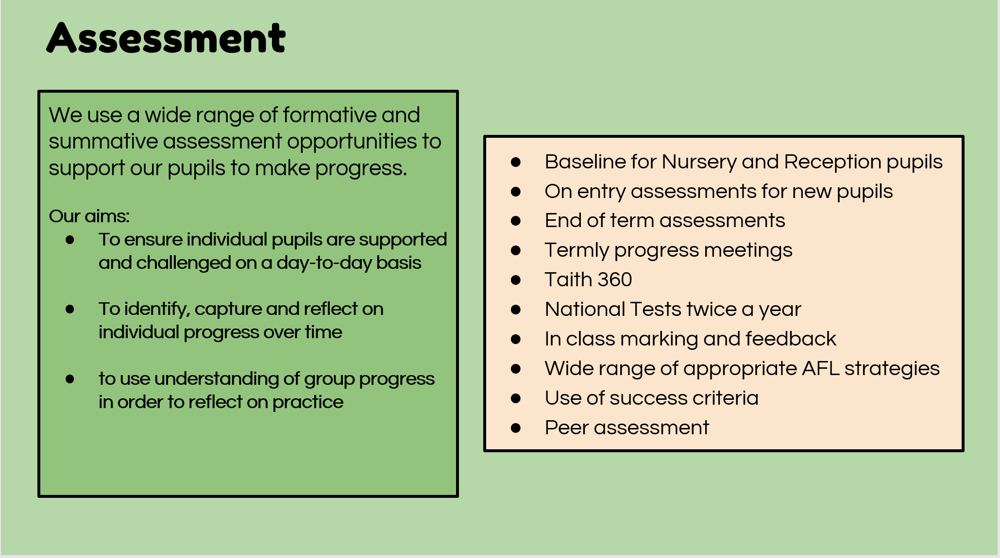 Assessment
We use a wide range of formative and
summative assessment opportunities to
support our pupils to make progress.
Our aims:
● To ensure individual pupils are supported
and challenged on a day-to-day basis
● To identify, capture and reflect on
individual progress over time
● to use understanding of group progress
in order to reflect on practice
● Baseline for Nursery and Reception pupils
● On entry assessments for new pupils
● End of term assessments
● Termly progress meetings
● Taith 360
● National Tests twice a year
● In class marking and feedback
● Wide range of appropriate AFL strategies
● Use of success criteria
● Peer assessment